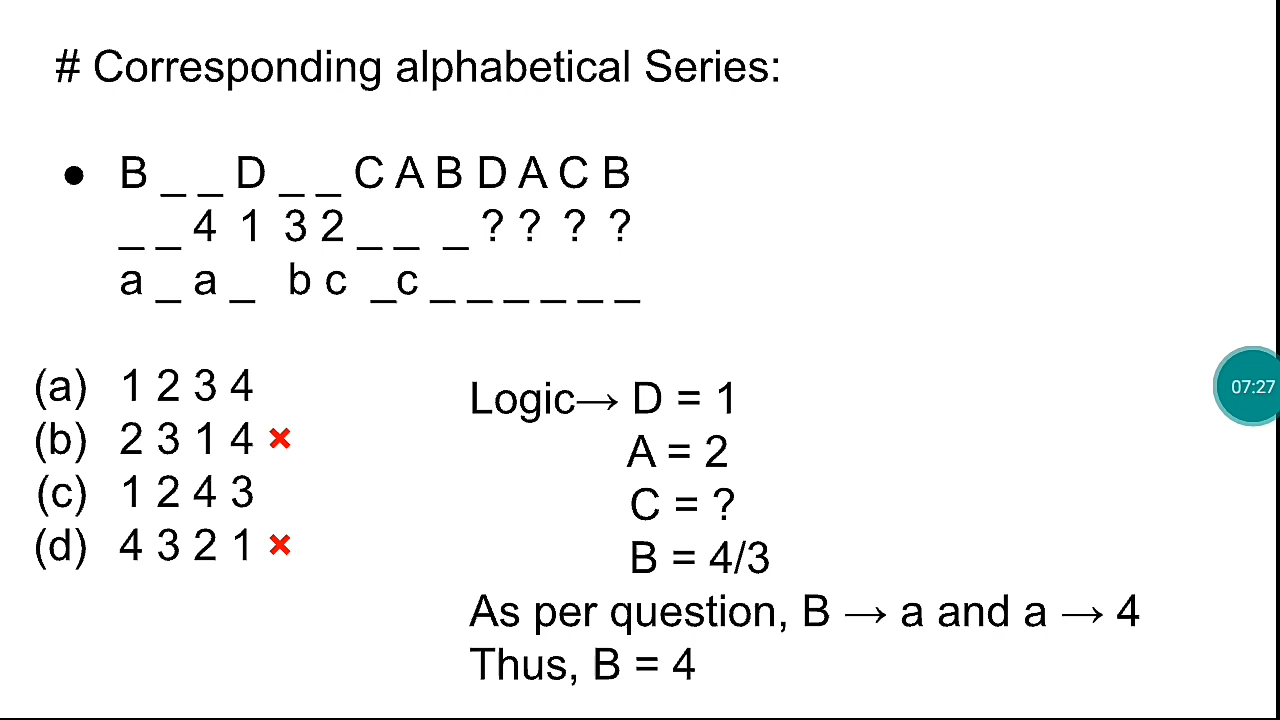 # Corresponding alphabetical Series:
● B _ _ D _ _ C A B D A C B
_ _ 4 1 3 2 _ _ _ ? ? ? ?
a _ a _ b c _ c _ _ _ _ _ _
(a) 1 2 3 4
(b) 2 3 1 4 ×
(c) 1 2 4 3
(d) 4 3 2 1 ×
Logic→ D = 1
A = 2
C = ?
B = 4/3
As per question, B → a and a → 4
Thus, B = 4
07:27